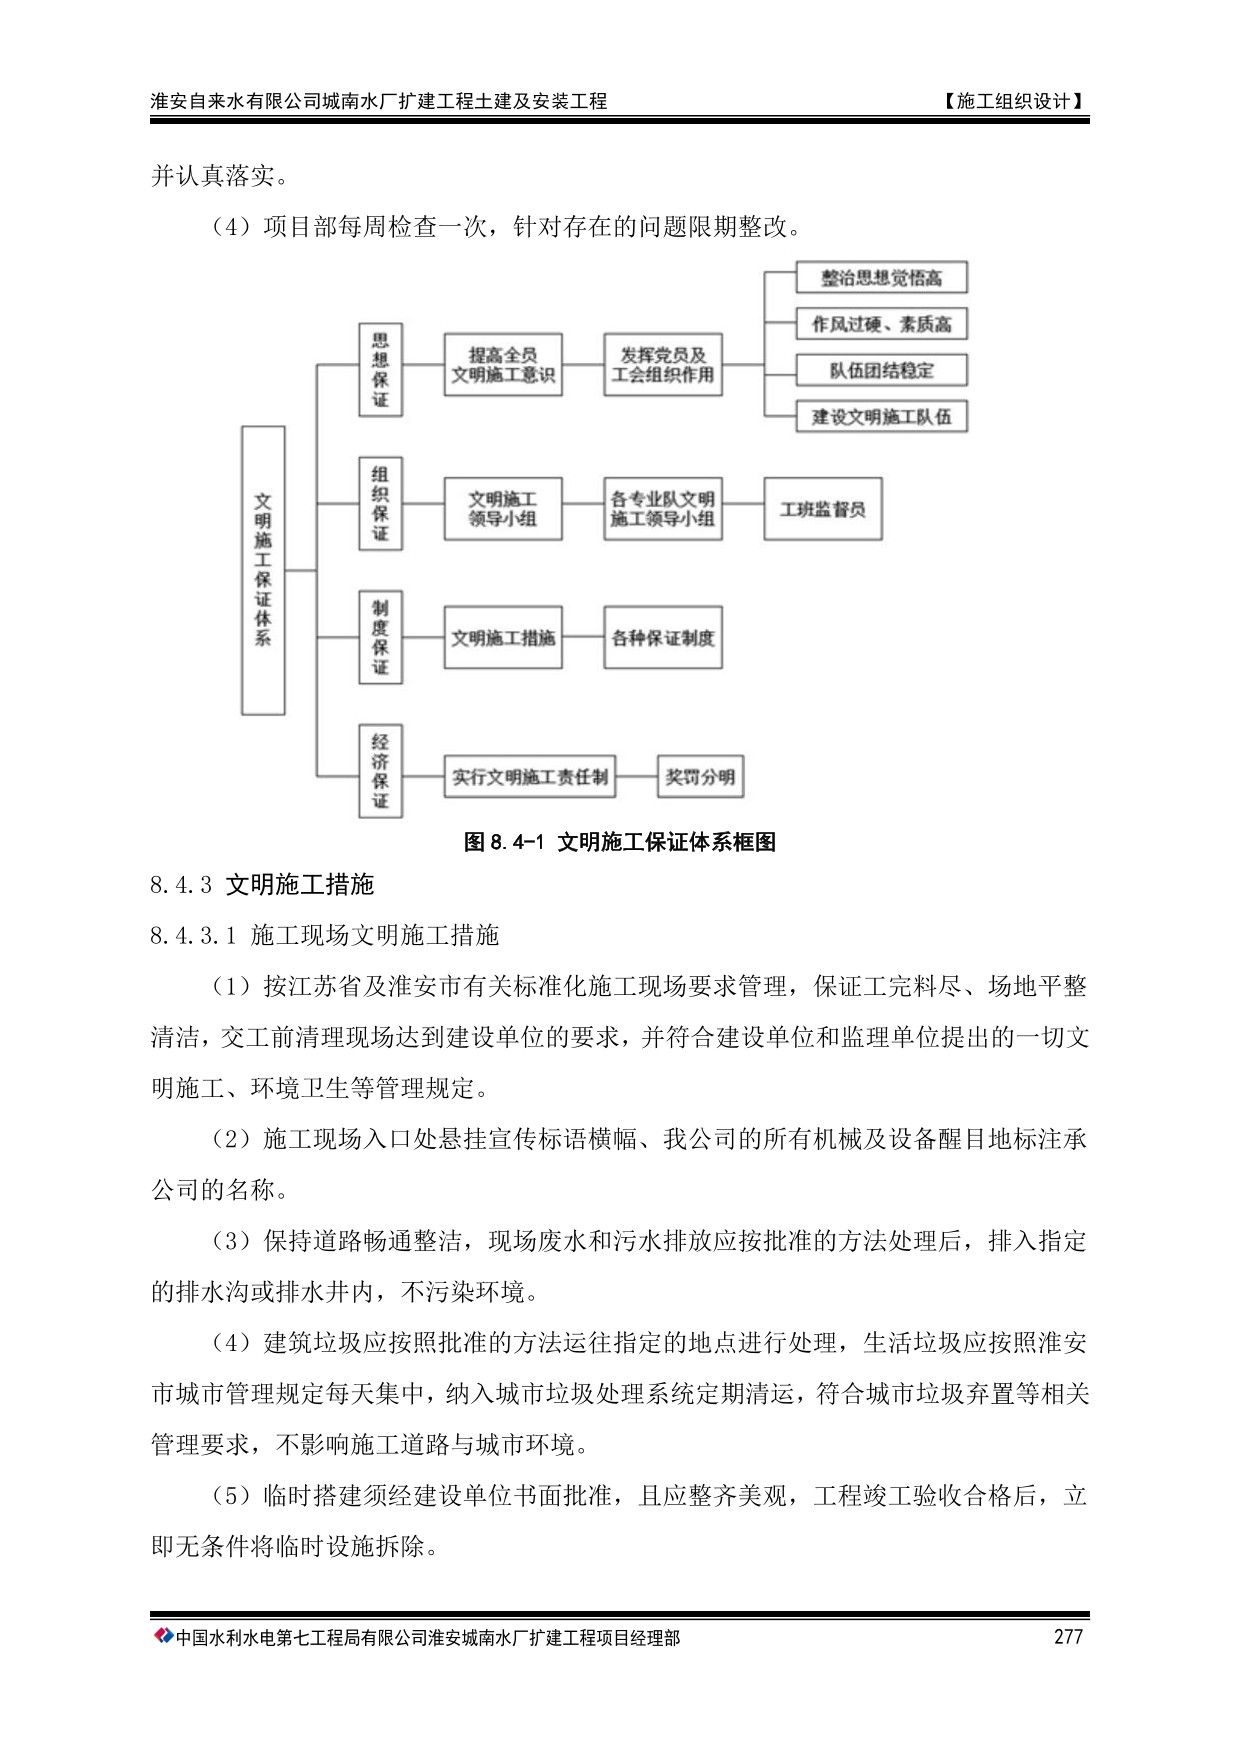 淮安自来水有限公司城南水厂扩建工程土建及安装工程 【施工组织设计】
并认真落实。
（4）项目部每周检查一次，针对存在的问题限期整改。
文明施工保证体系
思想保证
提高全员
文明施工意识
发挥党员及
工会组织作用
整治思想觉悟高
作风过硬、素质高
队伍团结稳定
建设文明施工队伍
组织保证
文明施工
领导小组
各专业队文明
施工领导小组
工班监督员
制度保证
文明施工措施
各种保证制度
经济保证
实行文明施工责任制
奖罚分明
图 8.4-1 文明施工保证体系框图
8.4.3 文明施工措施
8.4.3.1 施工现场文明施工措施
（1）按江苏省及淮安市有关标准化施工现场要求管理，保证工完料尽、场地平整
清洁，交工前清理现场达到建设单位的要求，并符合建设单位和监理单位提出的一切文
明施工、环境卫生等管理规定。
（2）施工现场入口处悬挂宣传标语横幅、我公司的所有机械及设备醒目地标注承
公司的名称。
（3）保持道路畅通整洁，现场废水和污水排放应按批准的方法处理后，排入指定
的排水沟或排水井内，不污染环境。
（4）建筑垃圾应按照批准的方法运往指定的地点进行处理，生活垃圾应按照淮安
市城市管理规定每天集中，纳入城市垃圾处理系统定期清运，符合城市垃圾弃置等相关
管理要求，不影响施工道路与城市环境。
（5）临时搭建须经建设单位书面批准，且应整齐美观，工程竣工验收合格后，立
即无条件将临时设施拆除。
中国水利水电第七工程局有限公司淮安城南水厂扩建工程项目经理部 277